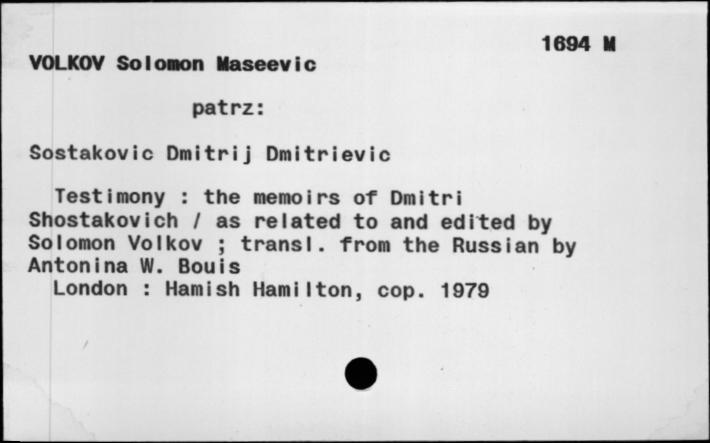 1694 M
VOLKOV Solomon Maseevic
patrz:
Sostakovic Dmitrij Dmitrievic
Testimony : the memoirs of Dmitri
Shostakovich / as related to and edited by
Solomon Volkov ; transl. from the Russian by
Antonina W. Bouis
London : Hamish Hamilton, cop. 1979